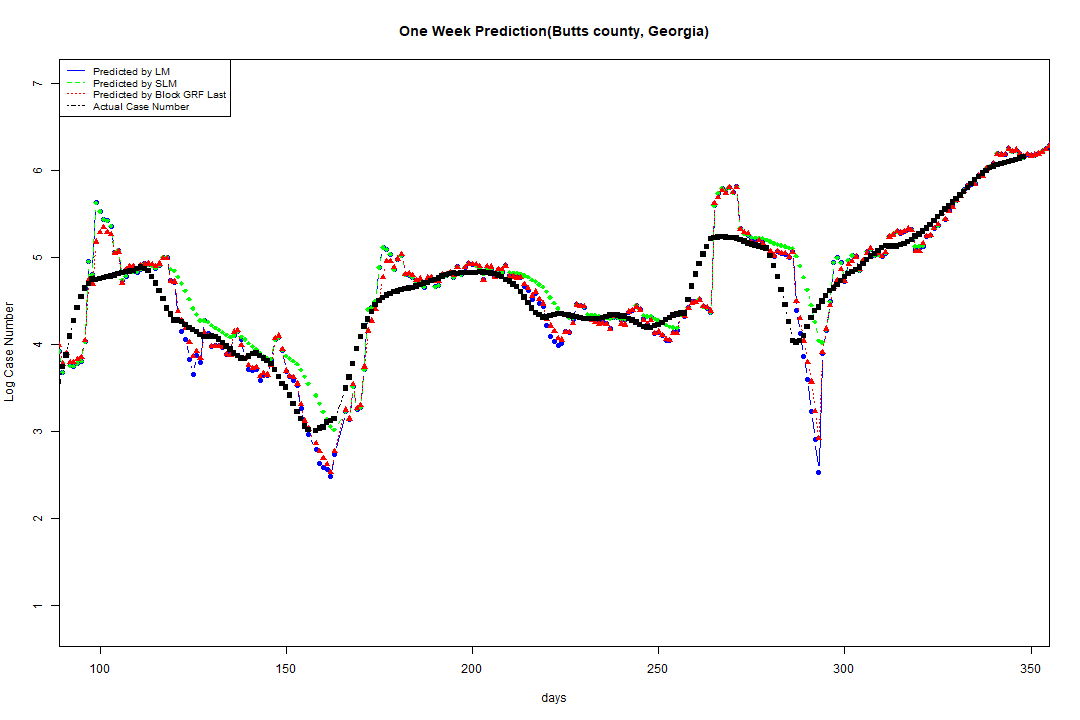 One Week Prediction(Butts county, Georgia)
Predicted by LM
Predicted by SLM
Predicted by Block GRF Last
Actual Case Number
7
6
5
4
3
2
1
Log Case Number
100 150 200 250 300 350
days